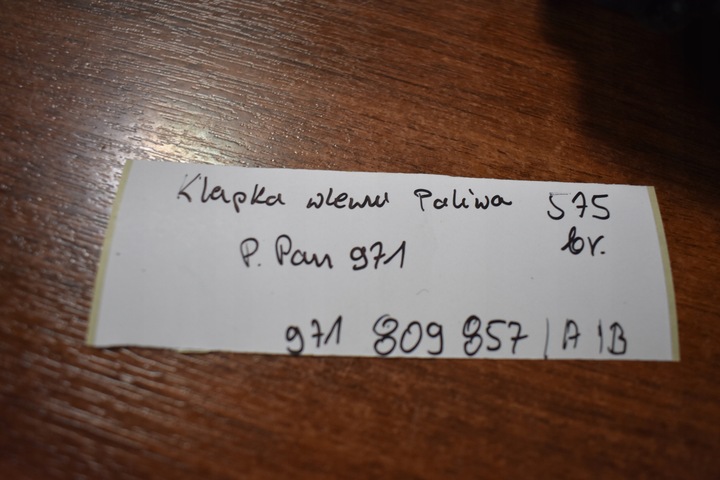 Klapka wlewu Paliwa 575
P. Pan 971 br.
971 809 857 / A / B